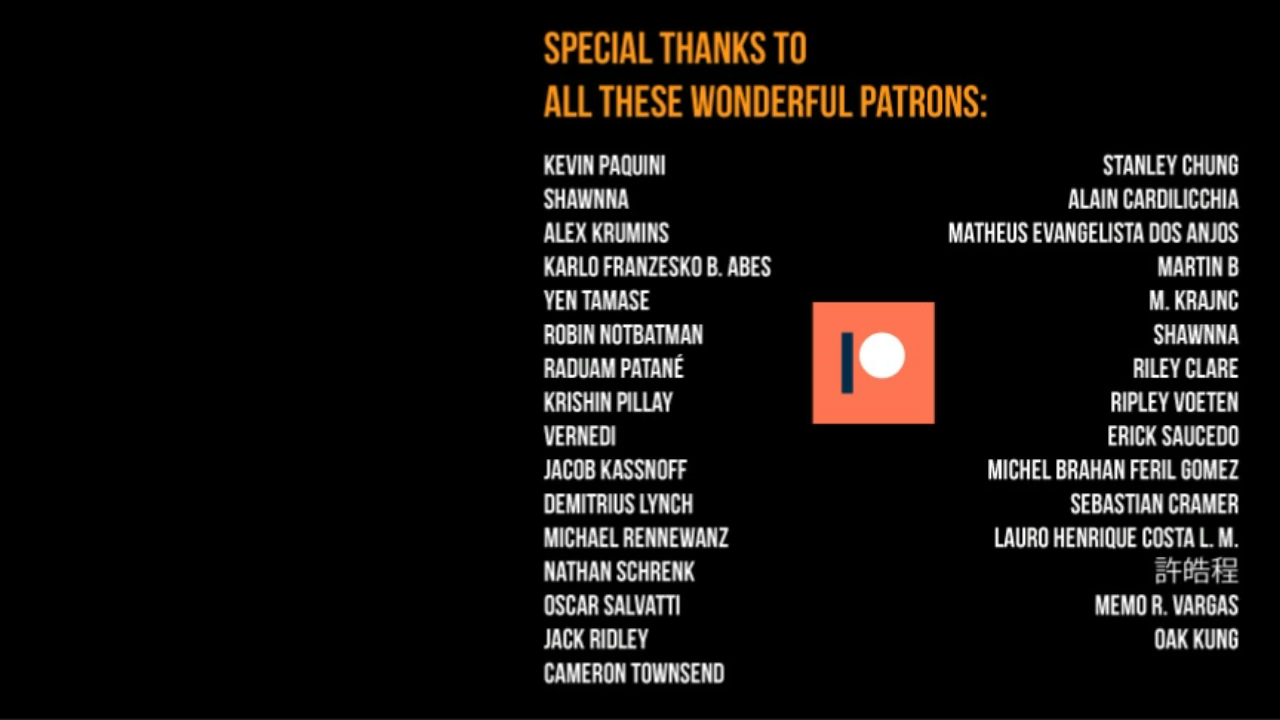 SPECIAL THANKS TO
ALL THESE WONDERFUL PATRONS:
KEVIN PAQUINI
SHAWNNA
ALEX KRUMINS
KARLO FRANZESKO B. ABES
YEN TAMASE
ROBIN NOTBATMAN
RADUAM PATANÉ
KRISHIN PILLAY
VERNEDI
JACOB KASSNOFF
DEMITRIUS LYNCH
MICHAEL RENNEWANZ
NATHAN SCHRENK
OSCAR SALVATTI
JACK RIDLEY
CAMERON TOWNSEND
STANLEY CHUNG
ALAIN CARDILICCHIA
MATHEUS EVANGELISTA DOS ANJOS
MARTIN B
M. KRAJNC
SHAWNNA
RILEY CLARE
RIPLEY VOETEN
ERICK SAUCEDO
MICHEL BRAHAN FERIL GOMEZ
SEBASTIAN CRAMER
LAURO HENRIQUE COSTA L. M.
許皓程
MEMO R. VARGAS
OAK KUNG